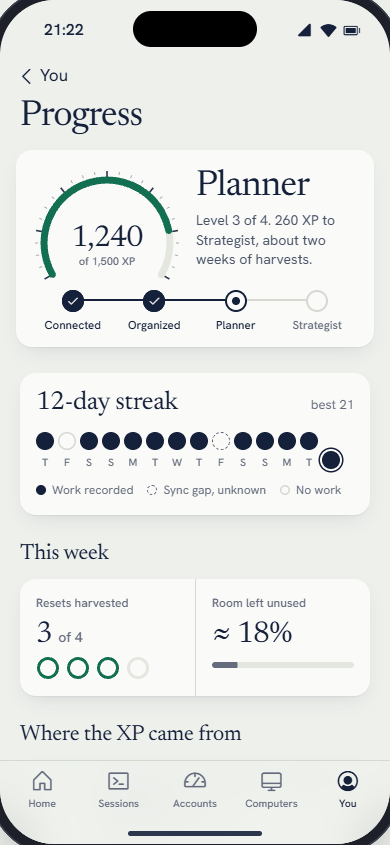 21:22
You
Progress
Planner
1,240
of 1,500 XP
Level 3 of 4. 260 XP to
Strategist, about two
weeks of harvests.
Connected
Organized
Planner
Strategist
12-day streak
best 21
T F S S M T W T F S S M T
Work recorded
Sync gap, unknown
No work
This week
Resets harvested
3 of 4
Room left unused
≈ 18%
Where the XP came from
Home
Sessions
Accounts
Computers
You